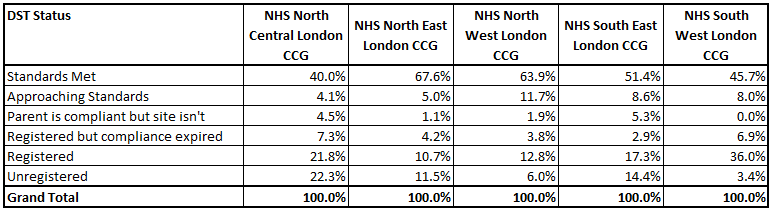 DST Status NHS North Central London CCG NHS North East London CCG NHS North West London CCG NHS South East London CCG NHS South West London CCG
Standards Met 40.0% 67.6% 63.9% 51.4% 45.7%
Approaching Standards 4.1% 5.0% 11.7% 8.6% 8.0%
Parent is compliant but site isn't 4.5% 1.1% 1.9% 5.3% 0.0%
Registered but compliance expired 7.3% 4.2% 3.8% 2.9% 6.9%
Registered 21.8% 10.7% 12.8% 17.3% 36.0%
Unregistered 22.3% 11.5% 6.0% 14.4% 3.4%
Grand Total 100.0% 100.0% 100.0% 100.0% 100.0%